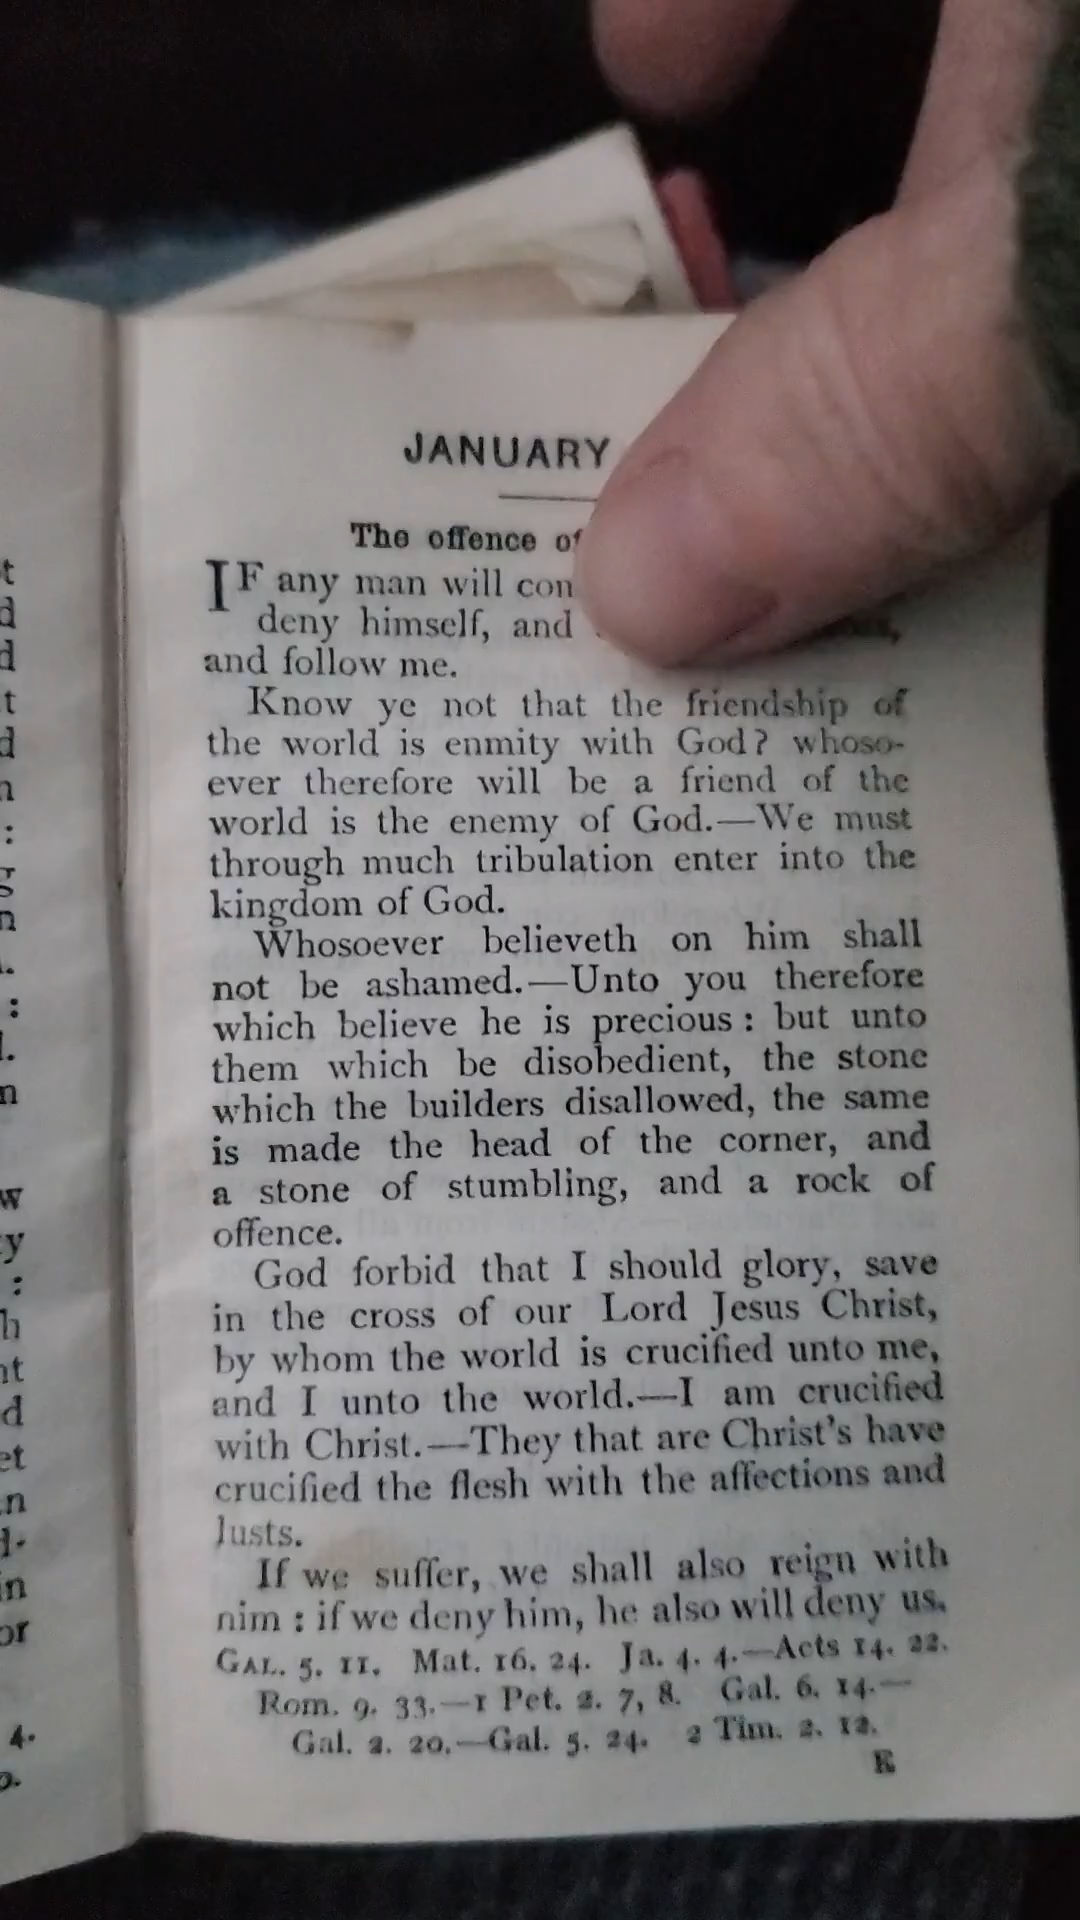 JANUARY
The offence of
IF any man will con
deny himself, and
and follow me.
Know ye not that the friendship of
the world is enmity with God? whoso-
ever therefore will be a friend of the
world is the enemy of God.—We must
through much tribulation enter into the
kingdom of God.
Whosoever believeth on him shall
not be ashamed.—Unto you therefore
which believe he is precious : but unto
them which be disobedient, the stone
which the builders disallowed, the same
is made the head of the corner, and
a stone of stumbling, and a rock of
offence.
God forbid that I should glory, save
in the cross of our Lord Jesus Christ,
by whom the world is crucified unto me,
and I unto the world.—I am crucified
with Christ.—They that are Christ's have
crucified the flesh with the affections and
lusts.
If we suffer, we shall also reign with
him : if we deny him, he also will deny us.
GAL. 5. 11. Mat. 16. 24. Ja. 4. 4.—Acts 14. 22.
Rom. 9. 33.—1 Pet. 2. 7, 8. Gal. 6. 14.—
Gal. 2. 20.—Gal. 5. 24. 2 Tim. 2. 12.